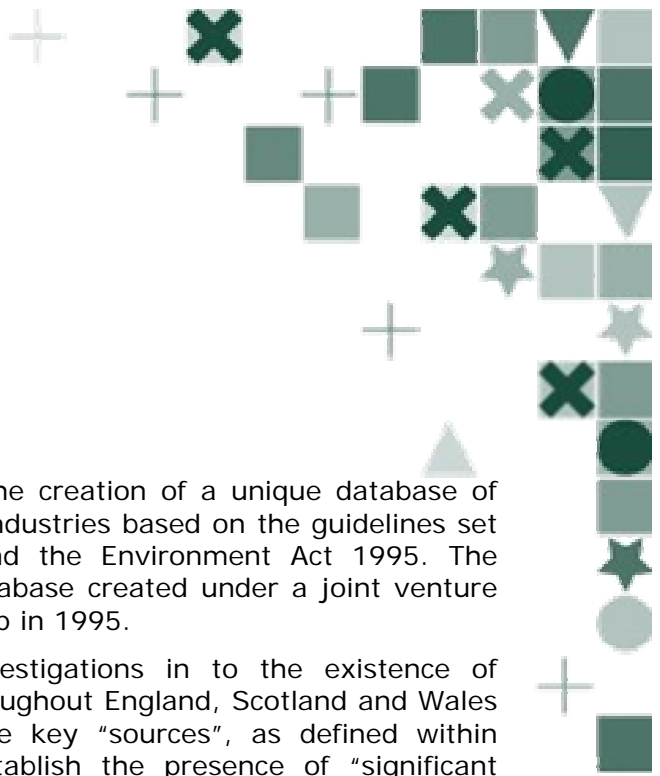 he creation of a unique database of
ndustries based on the guidelines set
nd the Environment Act 1995. The
abase created under a joint venture
p in 1995.
estigations in to the existence of
ughout England, Scotland and Wales
e key “sources”, as defined within
tablish the presence of “significant